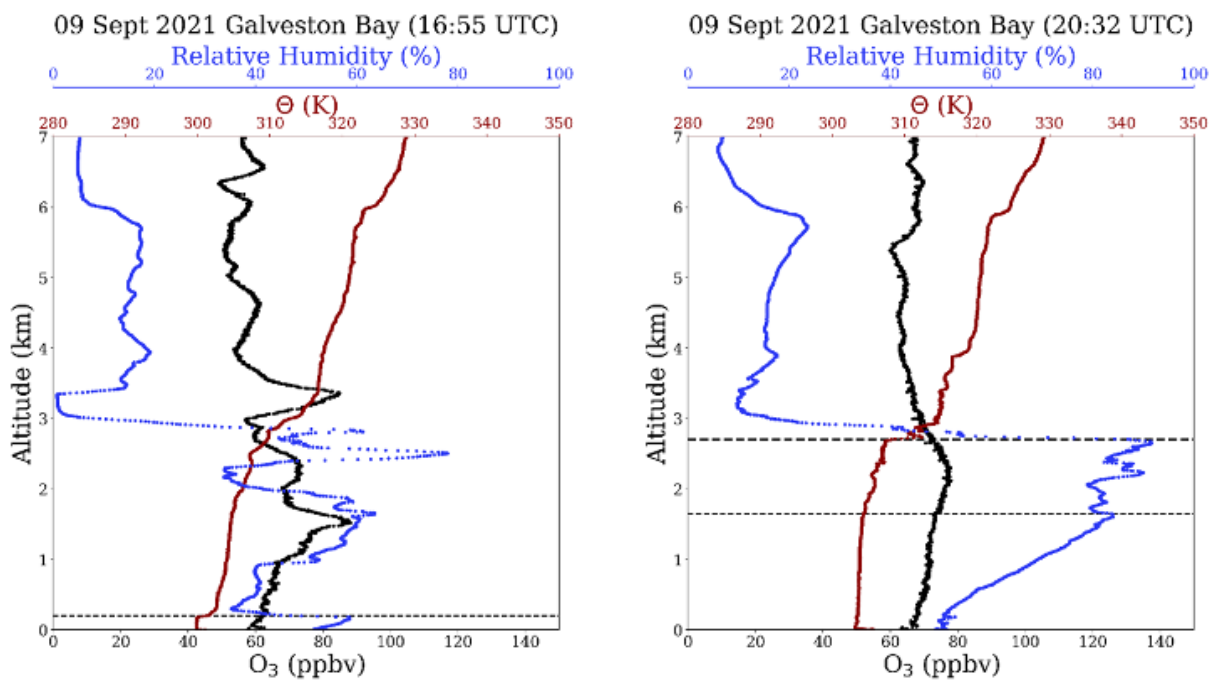 09 Sept 2021 Galveston Bay (16:55 UTC)
Relative Humidity (%)
0 20 40 60 80 100
Θ (K)
280 290 300 310 320 330 340 350
7
6
5
4
3
2
1
0
Altitude (km)
0 20 40 60 80 100 120 140
O₃ (ppbv)
09 Sept 2021 Galveston Bay (20:32 UTC)
Relative Humidity (%)
0 20 40 60 80 100
Θ (K)
280 290 300 310 320 330 340 350
7
6
5
4
3
2
1
0
Altitude (km)
0 20 40 60 80 100 120 140
O₃ (ppbv)